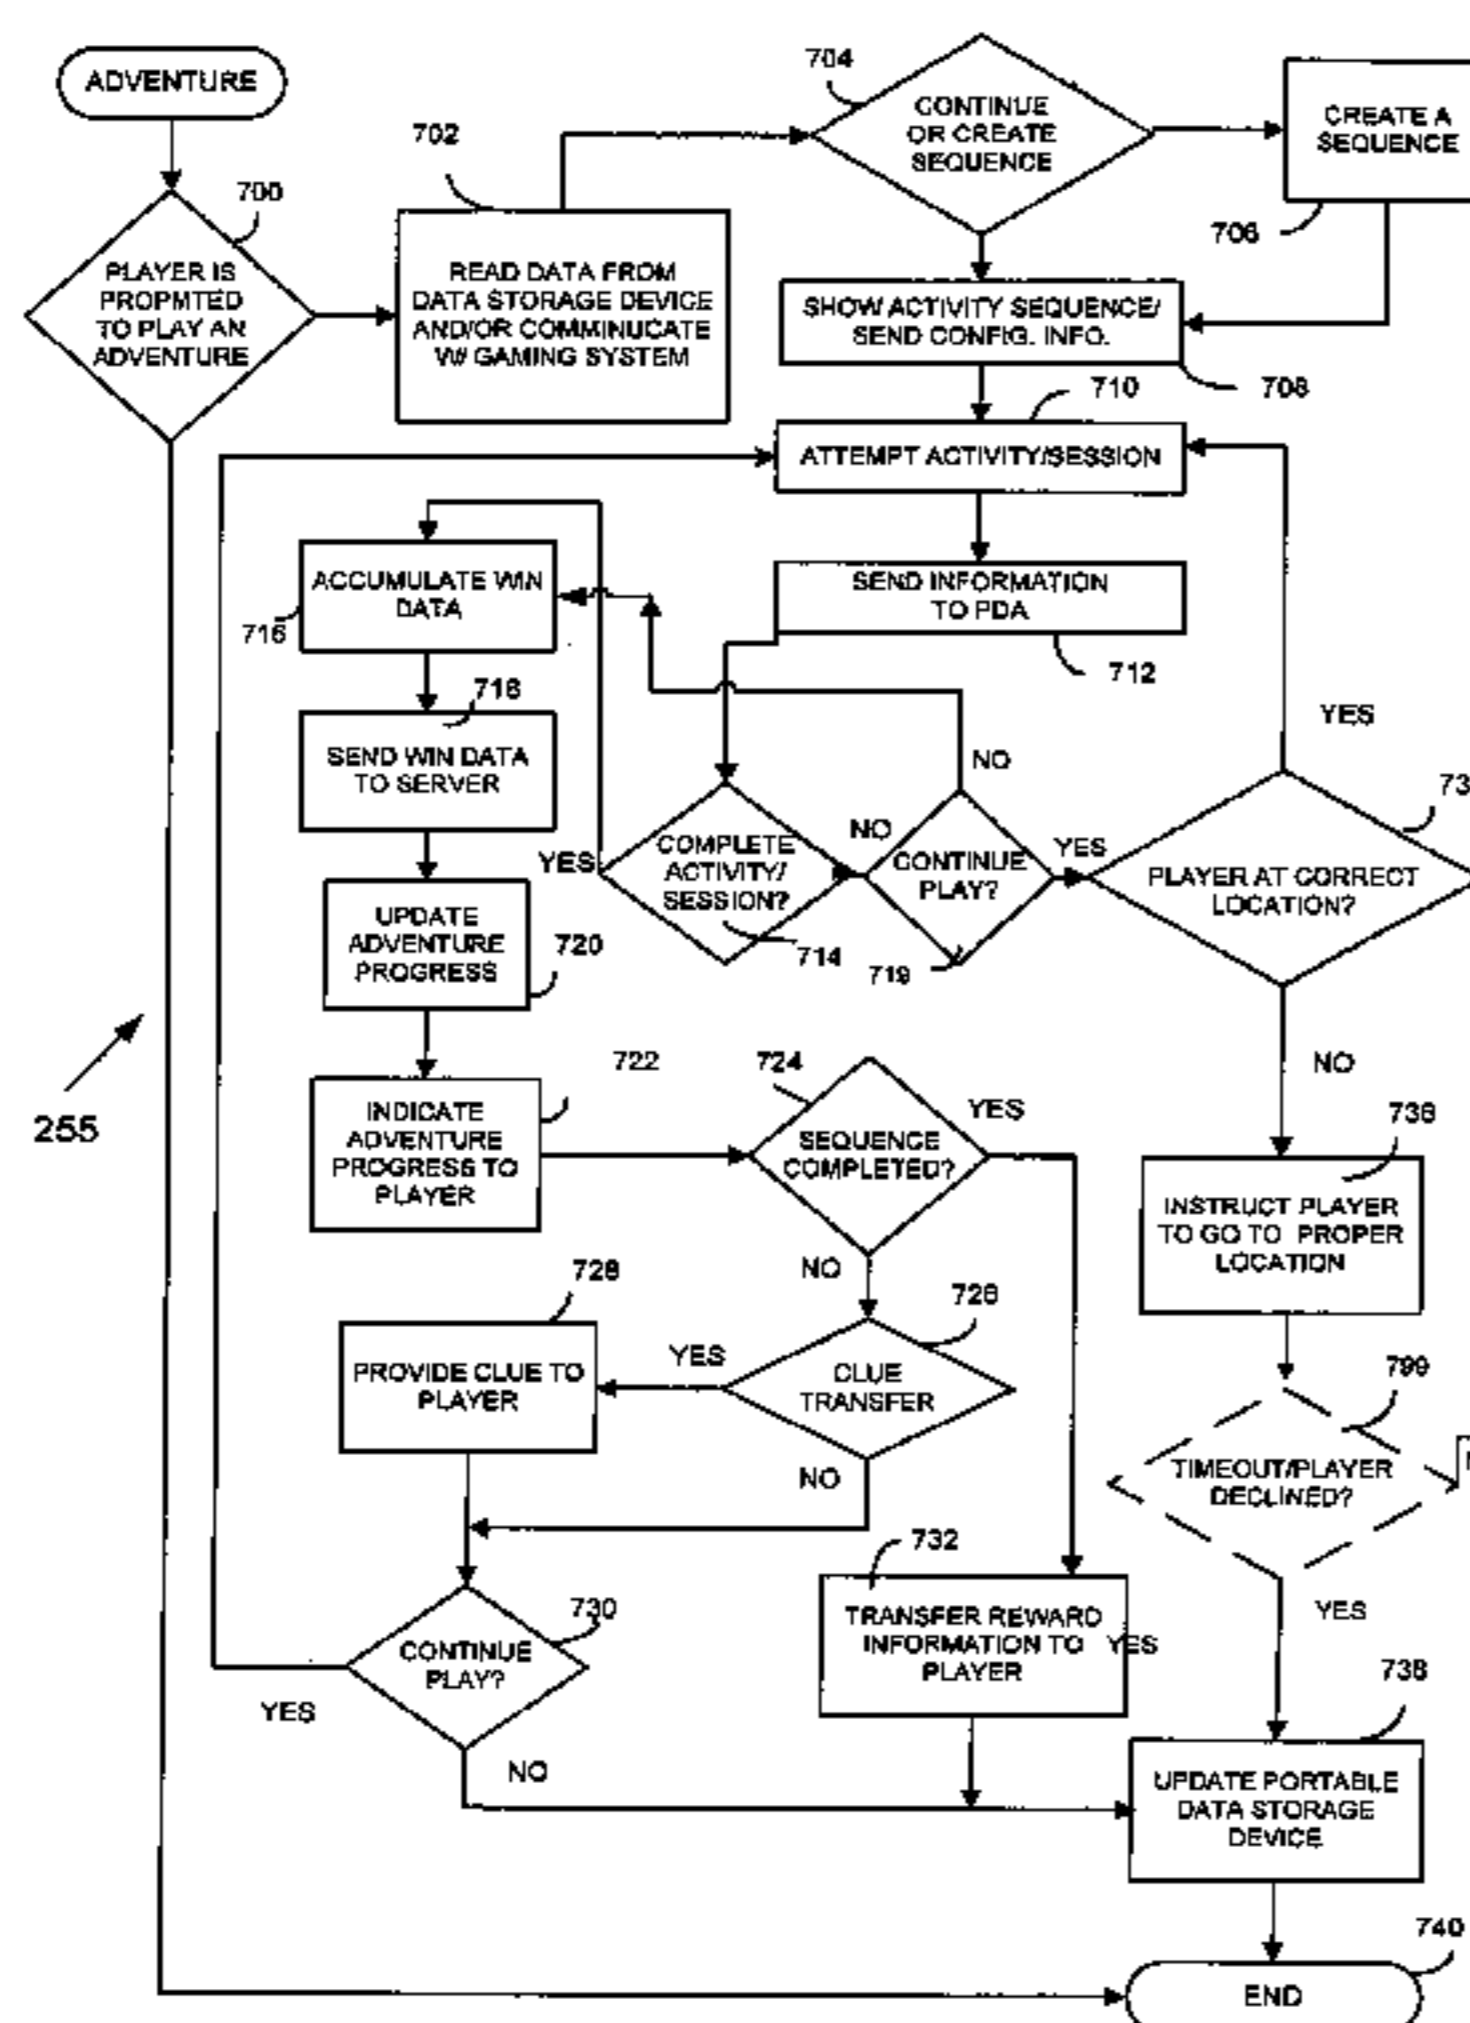 ADVENTURE
700
PLAYER IS
PROPMTED
TO PLAY AN
ADVENTURE
702
READ DATA FROM
DATA STORAGE DEVICE
AND/OR COMMINUCATE
W/ GAMING SYSTEM
704
CONTINUE
OR CREATE
SEQUENCE
CREATE A
SEQUENCE
706
SHOW ACTIVITY SEQUENCE/
SEND CONFIG. INFO.
708
710
ATTEMPT ACTIVITY/SESSION
SEND INFORMATION
TO PDA
712
ACCUMULATE WIN
DATA
716
718
SEND WIN DATA
TO SERVER
YES
COMPLETE
ACTIVITY/
SESSION?
714
NO
CONTINUE
PLAY?
719
NO
YES
YES
73
PLAYER AT CORRECT
LOCATION?
NO
UPDATE
ADVENTURE
PROGRESS
720
255
722
INDICATE
ADVENTURE
PROGRESS TO
PLAYER
724
SEQUENCE
COMPLETED?
YES
NO
736
INSTRUCT PLAYER
TO GO TO PROPER
LOCATION
728
PROVIDE CLUE TO
PLAYER
YES
726
CLUE
TRANSFER
NO
799
TIMEOUT/PLAYER
DECLINED?
YES
730
CONTINUE
PLAY?
YES
NO
732
TRANSFER REWARD
INFORMATION TO
PLAYER
YES
738
UPDATE PORTABLE
DATA STORAGE
DEVICE
740
END